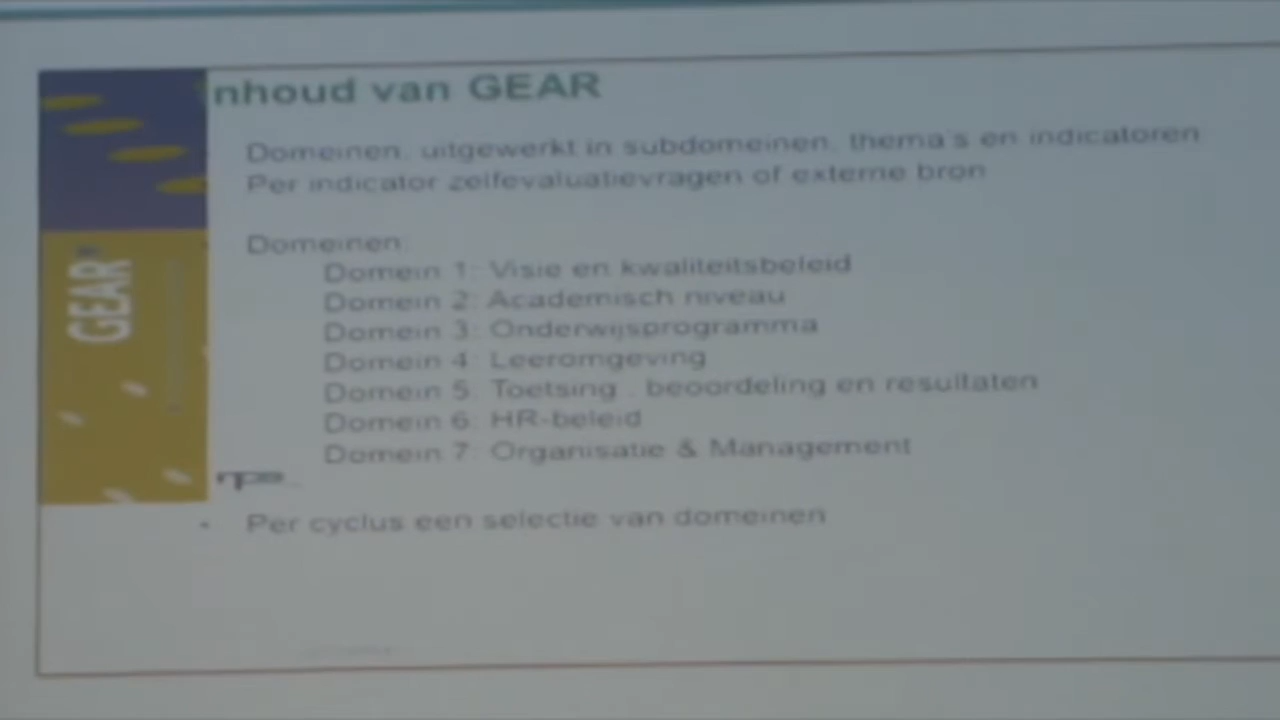 Inhoud van GEAR
Domeinen, uitgewerkt in subdomeinen, thema's en indicatoren
Per indicator zelfevaluatievragen of externe bron
Domeinen:
Domein 1: Visie en kwaliteitsbeleid
Domein 2: Academisch niveau
Domein 3: Onderwijsprogramma
Domein 4: Leeromgeving
Domein 5: Toetsing , beoordeling en resultaten
Domein 6: HR-beleid
Domein 7: Organisatie & Management
• Per cyclus een selectie van domeinen
GEAR